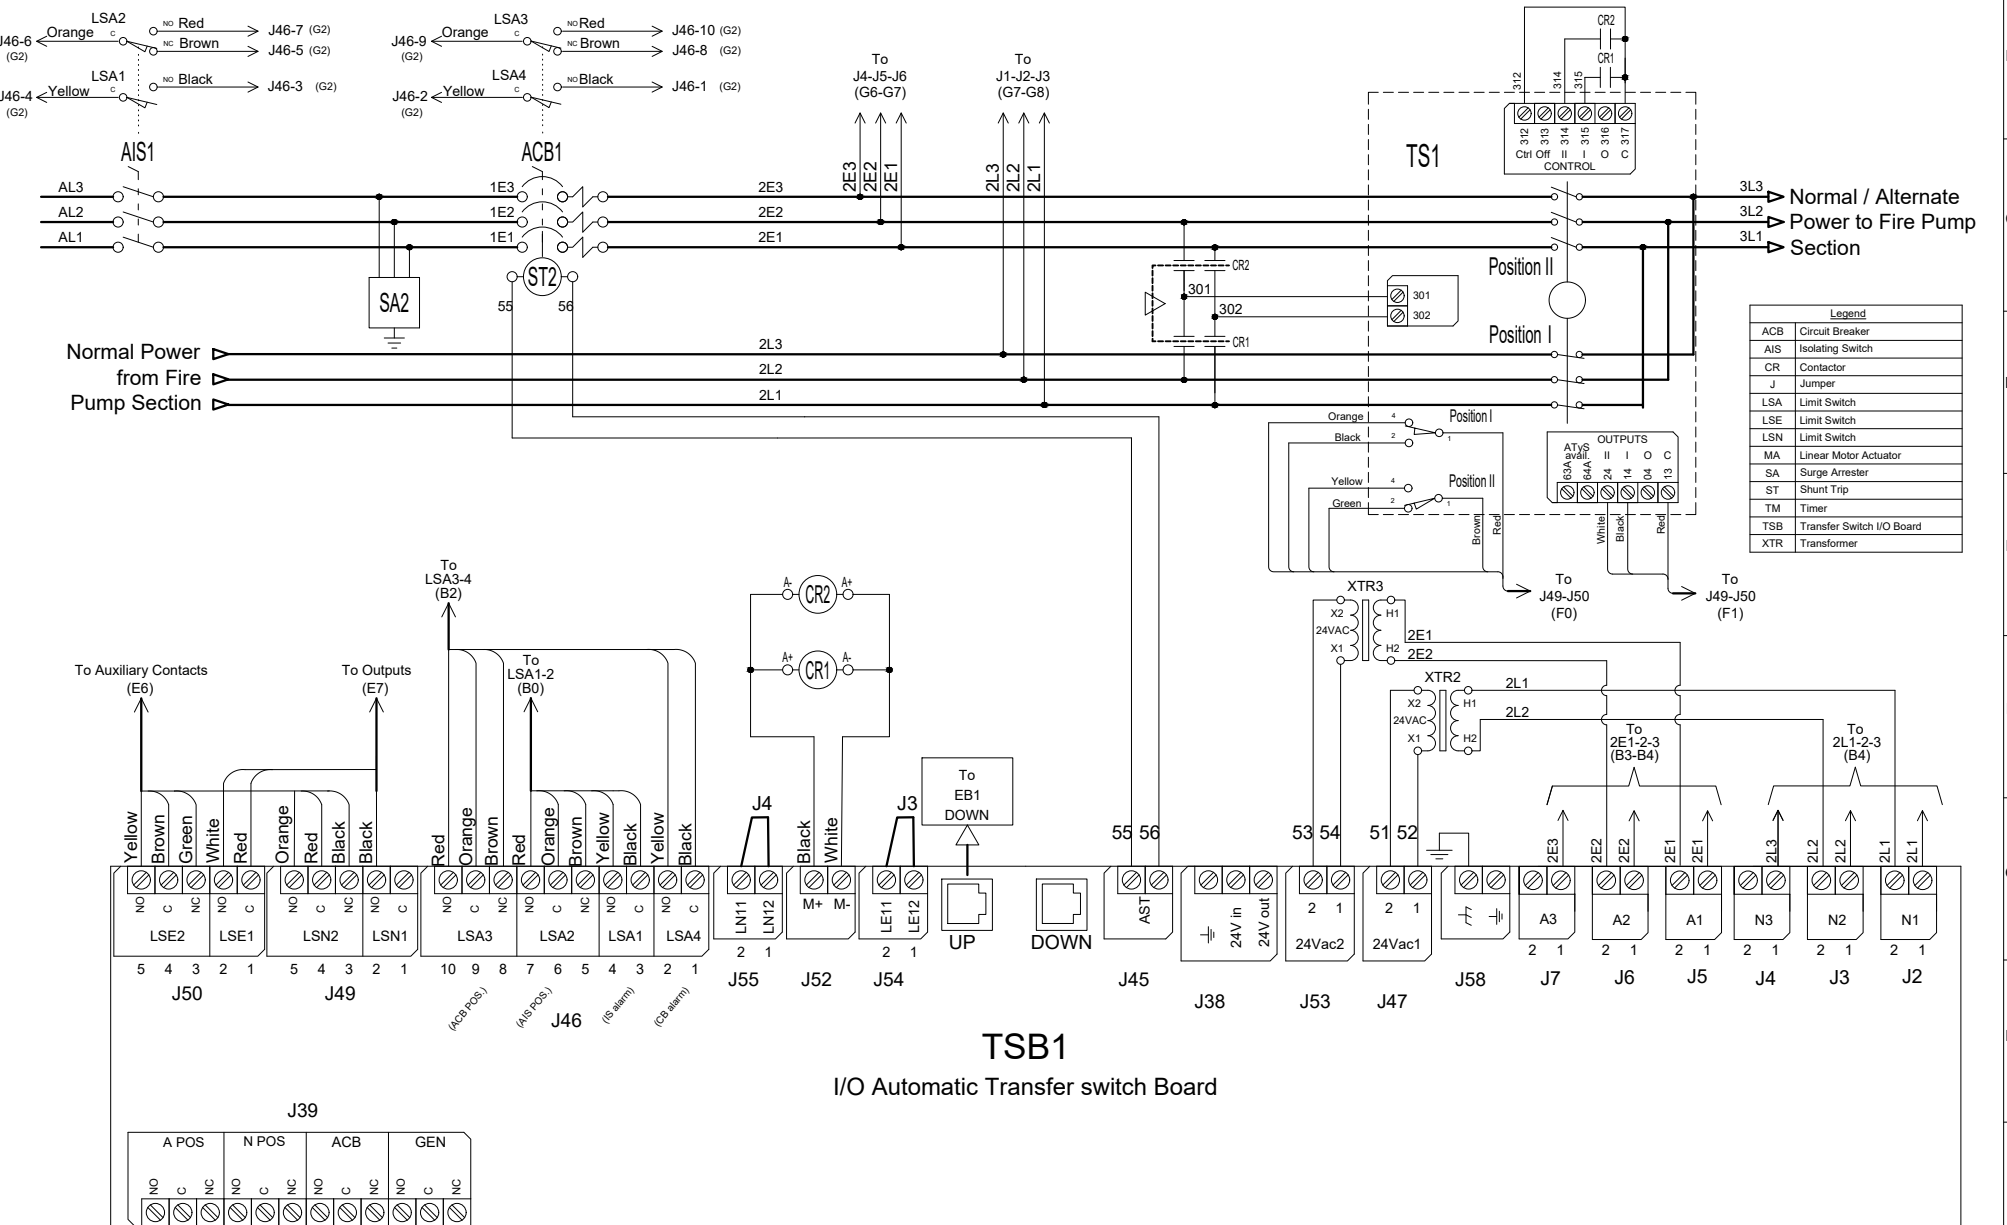 LSA2
NO Red
J46-7 (G2)
J46-6
(G2)
Orange
C
NC Brown
J46-5 (G2)
LSA1
NO Black
J46-3 (G2)
J46-4
(G2)
Yellow
C
LSA3
NO Red
J46-10 (G2)
J46-9
(G2)
Orange
C
NC Brown
J46-8 (G2)
LSA4
NO Black
J46-1 (G2)
J46-2
(G2)
Yellow
C
To
J4-J5-J6
(G6-G7)
To
J1-J2-J3
(G7-G8)
CR2
CR1
312
314
315
312
313
314
315
316
317
Ctrl Off II I O C
CONTROL
TS1
AIS1
ACB1
2E3
2E2
2E1
2L3
2L2
2L1
AL3
1E3
2E3
3L3
AL2
1E2
2E2
3L2
AL1
1E1
2E1
3L1
Normal / Alternate
Power to Fire Pump
Section
ST2
55
56
SA2
CR2
301
302
CR1
301
302
Position II
Position I
Normal Power
from Fire
Pump Section
2L3
2L2
2L1
Legend
ACB Circuit Breaker
AIS Isolating Switch
CR Contactor
J Jumper
LSA Limit Switch
LSE Limit Switch
LSN Limit Switch
MA Linear Motor Actuator
SA Surge Arrester
ST Shunt Trip
TM Timer
TSB Transfer Switch I/O Board
XTR Transformer
Orange
4
Position I
Black
2
1
Yellow
4
Position II
Green
2
1
Brown
Red
OUTPUTS
ATyS
avail.
II I O C
63A
64A
24
14
04
13
White
Black
Red
To
J49-J50
(F0)
To
J49-J50
(F1)
To
LSA3-4
(B2)
To
LSA1-2
(B0)
To Auxiliary Contacts
(E6)
To Outputs
(E7)
A-
CR2
A+
A+
CR1
A-
XTR3
X2
H1
24VAC
X1
H2
2E1
2E2
XTR2
X2
H1
24VAC
X1
H2
2L1
2L2
To
2E1-2-3
(B3-B4)
To
2L1-2-3
(B4)
To
EB1
DOWN
J4
J3
Yellow
Brown
Green
White
Red
Orange
Red
Black
Black
Red
Orange
Brown
Red
Orange
Brown
Yellow
Black
Yellow
Black
Black
White
55 56
53 54
51 52
2E3
2E2
2E2
2E1
2E1
2L3
2L2
2L2
2L1
2L1
NO
C
NC
NO
C
NO
C
NC
NO
C
NO
C
NC
NO
C
NC
NO
C
NO
C
LSE2
LSE1
LSN2
LSN1
LSA3
LSA2
LSA1
LSA4
LN11
LN12
M+ M-
LE11
LE12
UP
DOWN
AST
24V in
24V out
2 1
24Vac2
2 1
24Vac1
A3
A2
A1
N3
N2
N1
5 4 3 2 1
5 4 3 2 1
10 9 8 7 6 5 4 3 2 1
2 1
2 1
2 1
2 1
2 1
2 1
2 1
2 1
J50
J49
(ACB POS.)
(AIS POS.)
J46
(IS alarm)
(CB alarm)
J55
J52
J54
J45
J38
J53
J47
J58
J7
J6
J5
J4
J3
J2
TSB1
I/O Automatic Transfer switch Board
J39
A POS
N POS
ACB
GEN
NO
C
NC
NO
C
NC
NO
C
NC
NO
C
NC